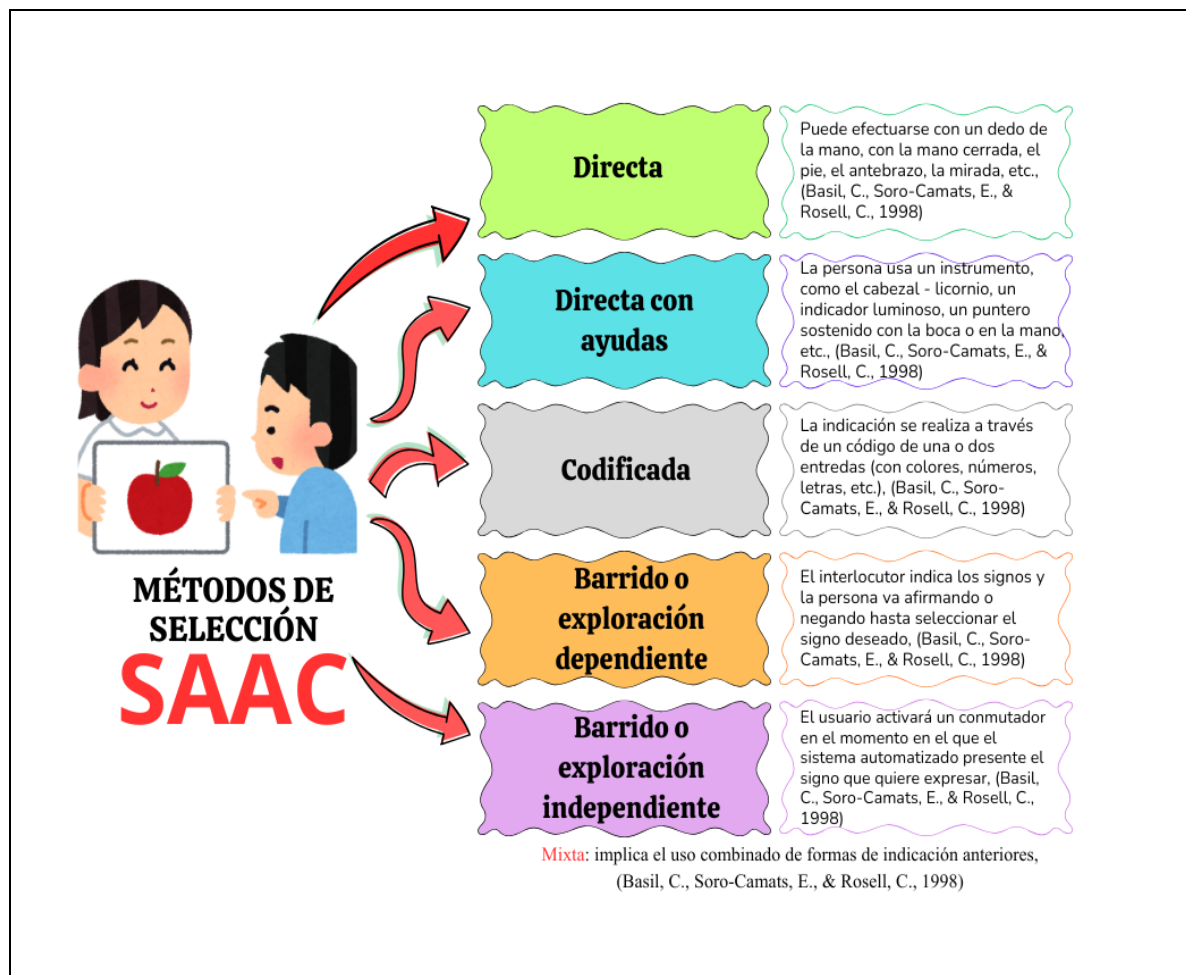 MÉTODOS DE
SELECCIÓN
SAAC
Directa
Puede efectuarse con un dedo de
la mano, con la mano cerrada, el
pie, el antebrazo, la mirada, etc.,
(Basil, C., Soro-Camats, E., &
Rosell, C., 1998)
Directa con
ayudas
La persona usa un instrumento,
como el cabezal - licornio, un
indicador luminoso, un puntero
sostenido con la boca o en la mano,
etc., (Basil, C., Soro-Camats, E., &
Rosell, C., 1998)
Codificada
La indicación se realiza a través
de un código de una o dos
entredas (con colores, números,
letras, etc.), (Basil, C., Soro-
Camats, E., & Rosell, C., 1998)
Barrido o
exploración
dependiente
El interlocutor indica los signos y
la persona va afirmando o
negando hasta seleccionar el
signo deseado, (Basil, C., Soro-
Camats, E., & Rosell, C., 1998)
Barrido o
exploración
independiente
El usuario activará un conmutador
en el momento en el que el
sistema automatizado presente el
signo que quiere expresar, (Basil,
C., Soro-Camats, E., & Rosell, C.,
1998)
Mixta: implica el uso combinado de formas de indicación anteriores,
(Basil, C., Soro-Camats, E., & Rosell, C., 1998)